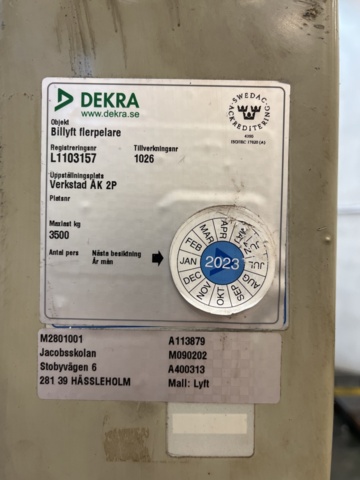 DEKRA
www.dekra.se
SWEDAC
ACKREDITERING
Objekt
Billyft flerpelare
Registreringsnr Tillverkningsnr
L1103157 1026
Uppställningsplats
Verkstad ÅK 2P
Platsnr
Maxlast kg
3500
Antal pers Nästa besiktning
År mån
2023
JAN FEB MAR APR JUL AUG SEP OKT NOV DEC
M2801001 A113879
Jacobsskolan M090202
Stobyvägen 6 A400313
281 39 HÄSSLEHOLM Mall: Lyft